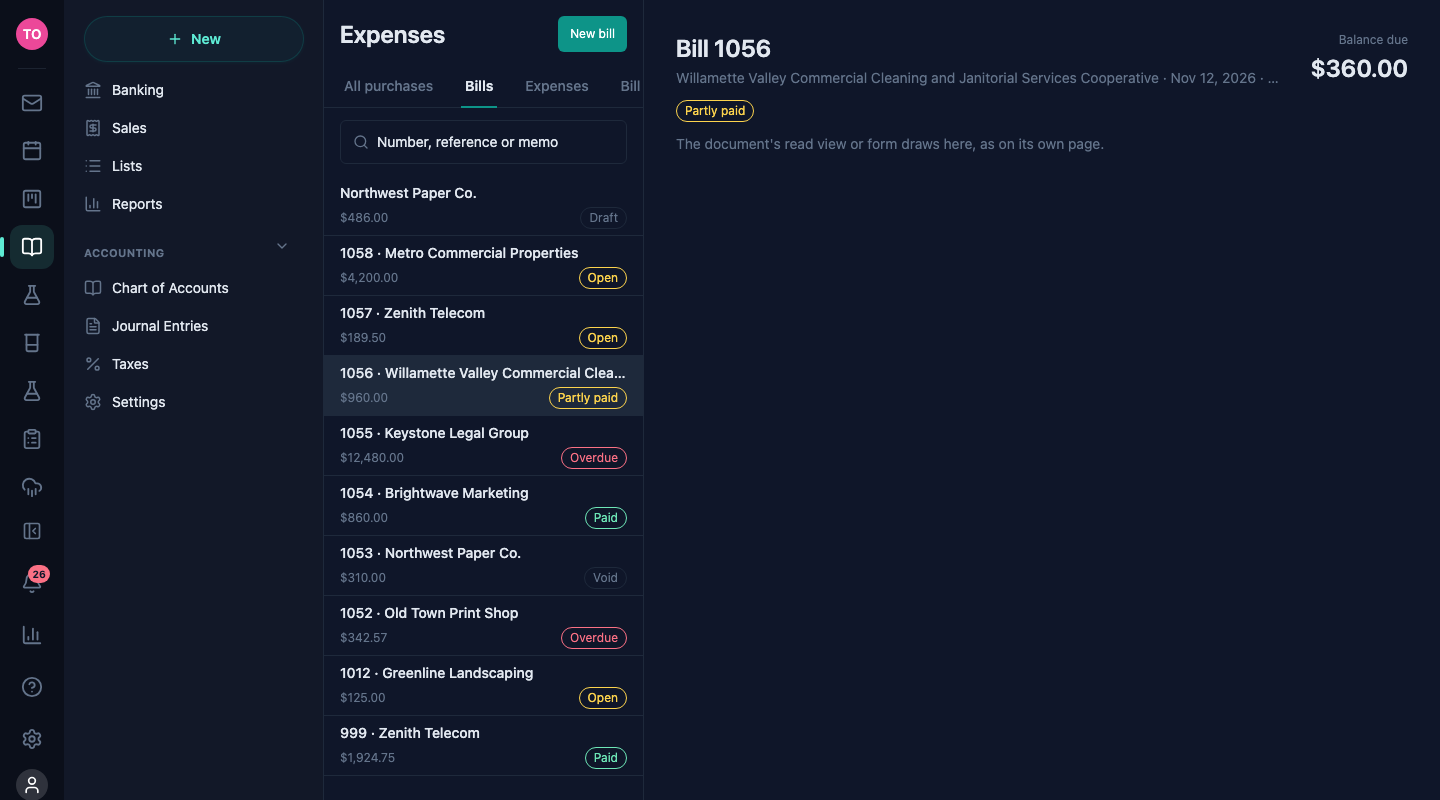 TO
26
+ New
Banking
Sales
Lists
Reports
ACCOUNTING
Chart of Accounts
Journal Entries
Taxes
Settings
Expenses
New bill
All purchases
Bills
Expenses
Bill
Number, reference or memo
Northwest Paper Co.
$486.00
Draft
1058 · Metro Commercial Properties
$4,200.00
Open
1057 · Zenith Telecom
$189.50
Open
1056 · Willamette Valley Commercial Clea...
$960.00
Partly paid
1055 · Keystone Legal Group
$12,480.00
Overdue
1054 · Brightwave Marketing
$860.00
Paid
1053 · Northwest Paper Co.
$310.00
Void
1052 · Old Town Print Shop
$342.57
Overdue
1012 · Greenline Landscaping
$125.00
Open
999 · Zenith Telecom
$1,924.75
Paid
Bill 1056
Willamette Valley Commercial Cleaning and Janitorial Services Cooperative · Nov 12, 2026 · ...
Partly paid
Balance due
$360.00
The document's read view or form draws here, as on its own page.